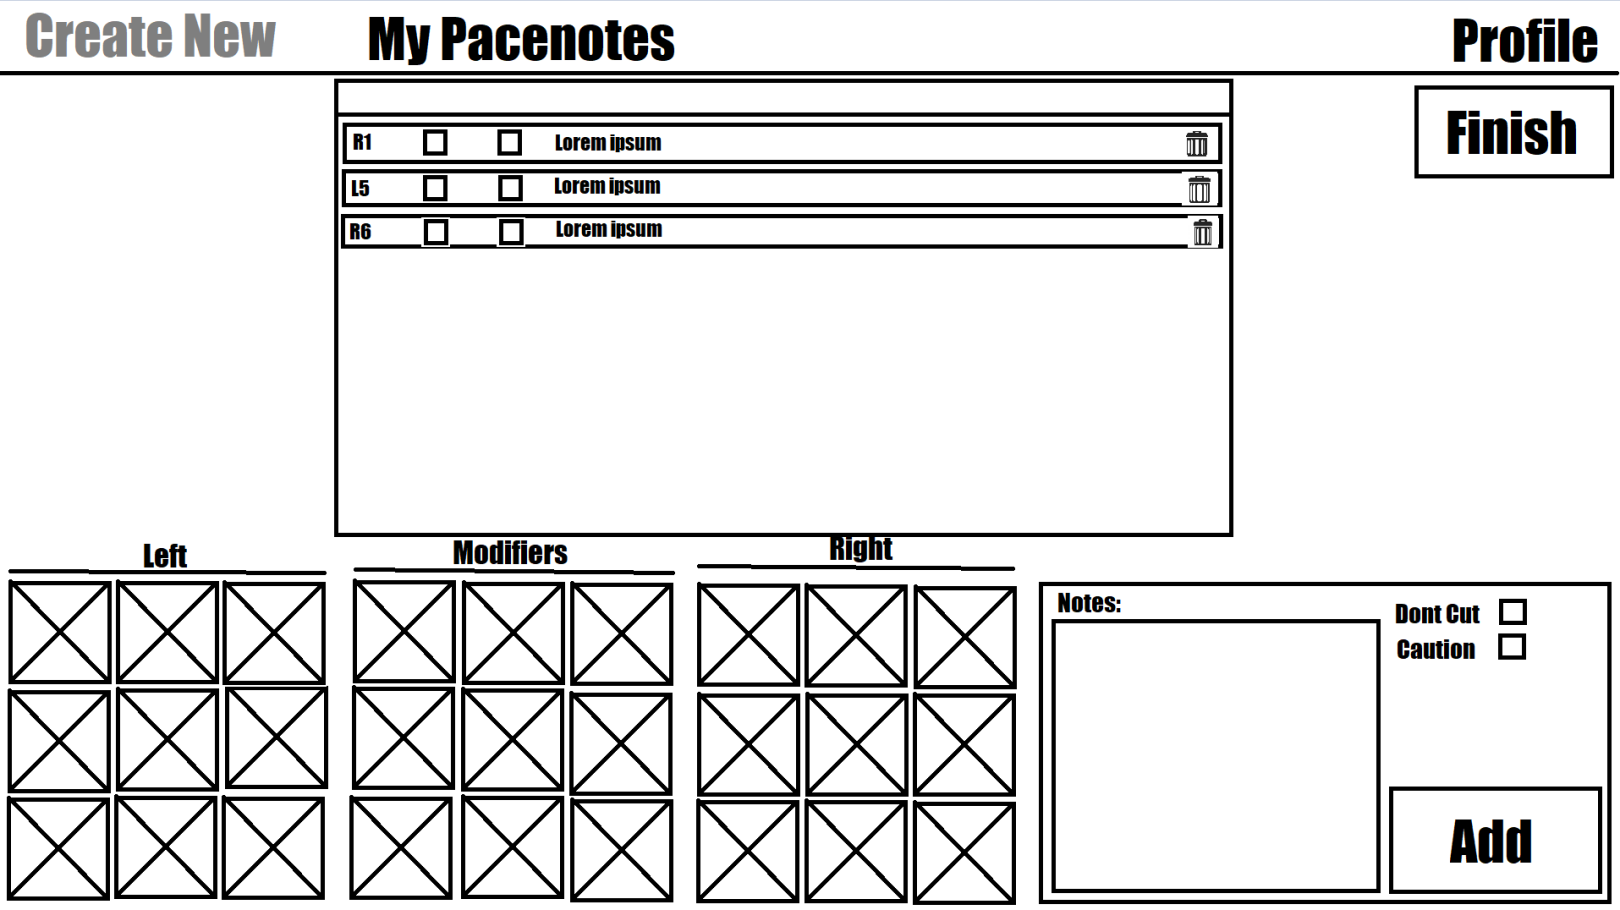 Create New
My Pacenotes
Profile
Finish
R1 Lorem ipsum
L5 Lorem ipsum
R6 Lorem ipsum
Left
Modifiers
Right
Notes:
Dont Cut
Caution
Add